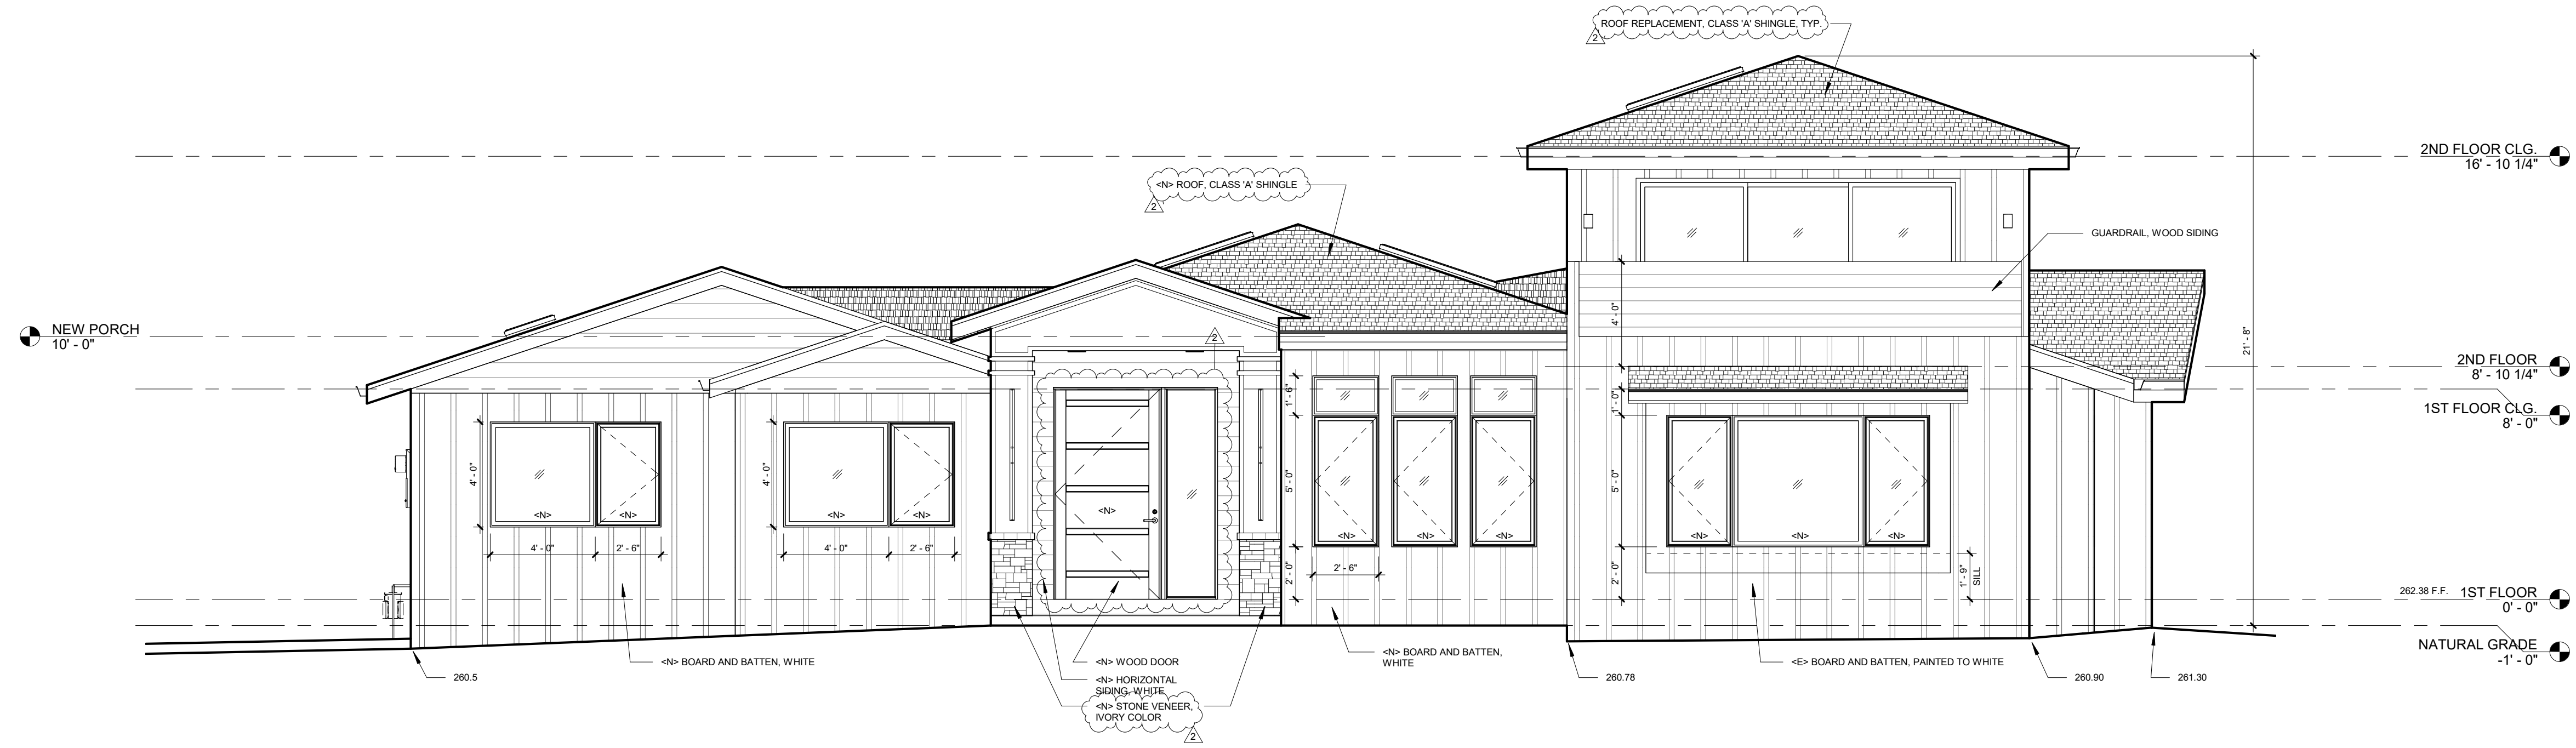 ROOF REPLACEMENT, CLASS 'A' SHINGLE, TYP.
2
2ND FLOOR CLG.
16' - 10 1/4"
<N> ROOF, CLASS 'A' SHINGLE
2
GUARDRAIL, WOOD SIDING
NEW PORCH
10' - 0"
2
4' - 0"
21' - 8"
2ND FLOOR
8' - 10 1/4"
1ST FLOOR CLG.
8' - 0"
1' - 6"
1' - 0"
4' - 0"
4' - 0"
5' - 0"
5' - 0"
<N>
<N>
<N>
<N>
<N>
<N>
<N>
<N>
<N>
<N>
<N>
4' - 0"
2' - 6"
4' - 0"
2' - 6"
2' - 0"
2' - 6"
2' - 0"
1' - 9"
SILL
262.38 F.F.
1ST FLOOR
0' - 0"
NATURAL GRADE
-1' - 0"
<N> BOARD AND BATTEN, WHITE
<N> WOOD DOOR
<N> HORIZONTAL
SIDING, WHITE
<N> STONE VENEER,
IVORY COLOR
2
<N> BOARD AND BATTEN,
WHITE
<E> BOARD AND BATTEN, PAINTED TO WHITE
260.5
260.78
260.90
261.30